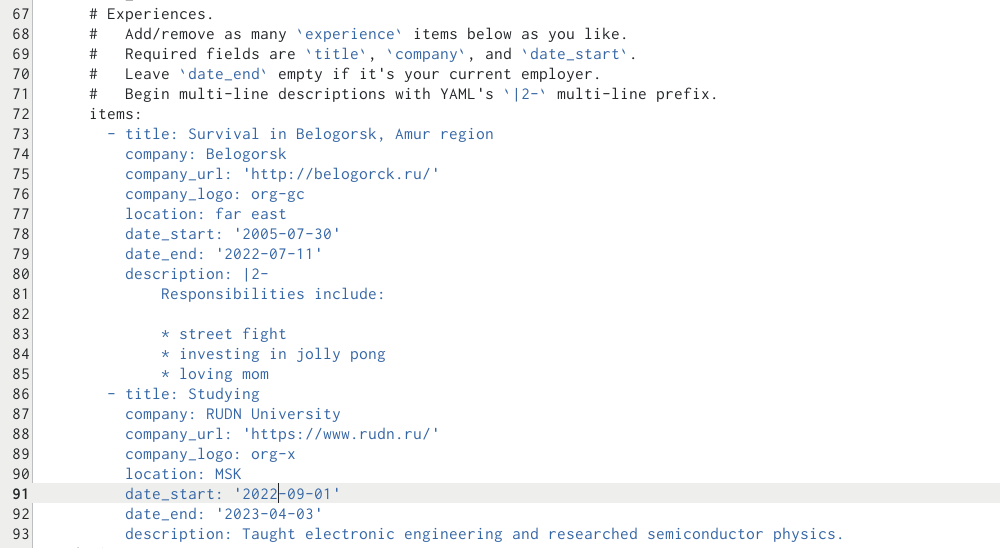 67 # Experiences.
68 #   Add/remove as many `experience` items below as you like.
69 #   Required fields are `title`, `company`, and `date_start`.
70 #   Leave `date_end` empty if it's your current employer.
71 #   Begin multi-line descriptions with YAML's `|2-` multi-line prefix.
72 items:
73   - title: Survival in Belogorsk, Amur region
74     company: Belogorsk
75     company_url: 'http://belogorck.ru/'
76     company_logo: org-gc
77     location: far east
78     date_start: '2005-07-30'
79     date_end: '2022-07-11'
80     description: |2-
81         Responsibilities include:
82
83         * street fight
84         * investing in jolly pong
85         * loving mom
86   - title: Studying
87     company: RUDN University
88     company_url: 'https://www.rudn.ru/'
89     company_logo: org-x
90     location: MSK
91     date_start: '2022-09-01'
92     date_end: '2023-04-03'
93     description: Taught electronic engineering and researched semiconductor physics.